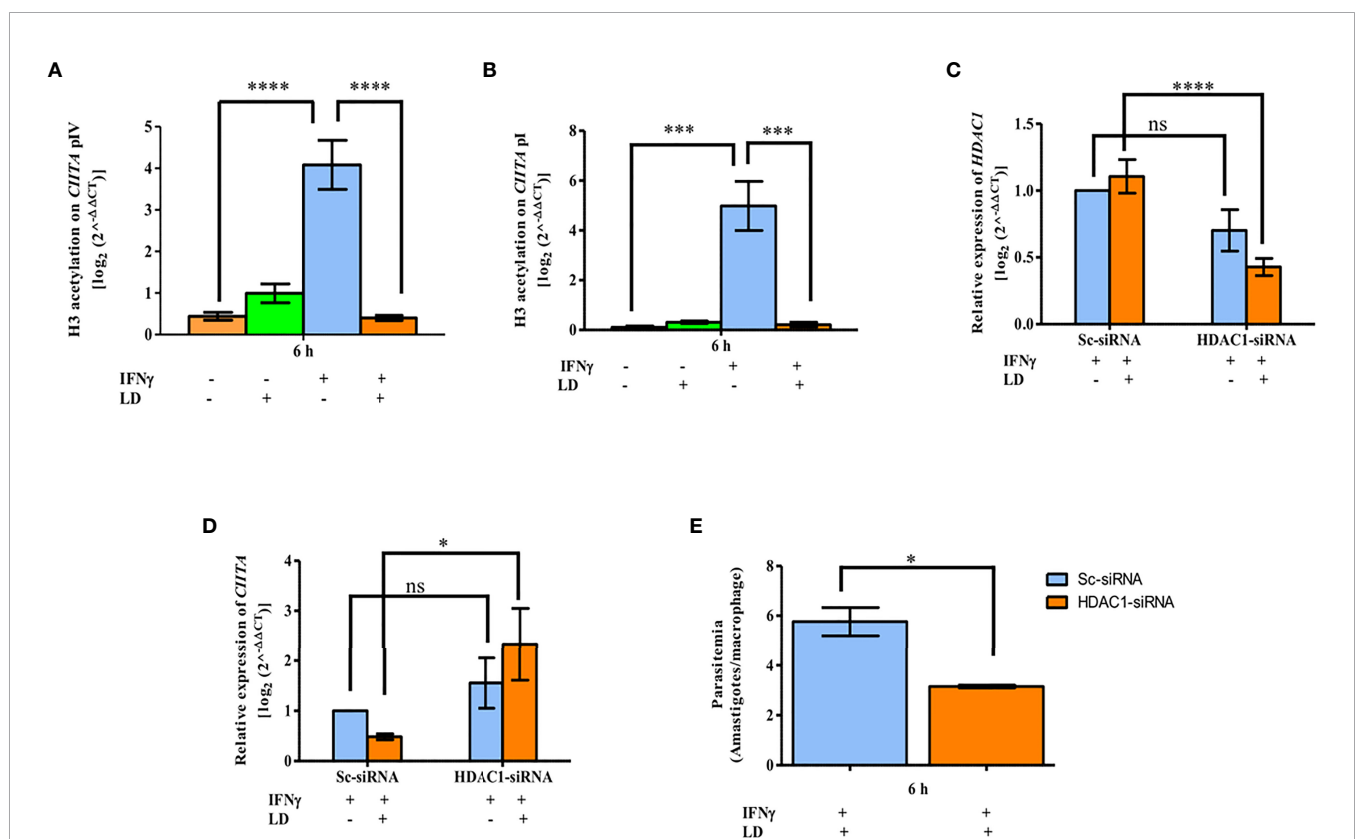 A
H3 acetylation on CIITA pIV
[log2 (2^-ΔΔCT)]
5
4
3
2
1
0
****
****
6 h
IFNγ - - + +
LD - + - +
B
H3 acetylation on CIITA pI
[log2 (2^-ΔΔCT)]
8
6
4
2
0
***
***
6 h
IFNγ - - + +
LD - + - +
C
Relative expression of HDAC1
[log2 (2^-ΔΔCT)]
1.5
1.0
0.5
0.0
****
ns
Sc-siRNA HDAC1-siRNA
IFNγ + + + +
LD - + - +
D
Relative expression of CIITA
[log2 (2^-ΔΔCT)]
4
3
2
1
0
*
ns
Sc-siRNA HDAC1-siRNA
IFNγ + + + +
LD - + - +
E
Parasitemia
(Amastigotes/macrophage)
8
6
4
2
0
*
6 h
IFNγ + +
LD + +
Sc-siRNA
HDAC1-siRNA